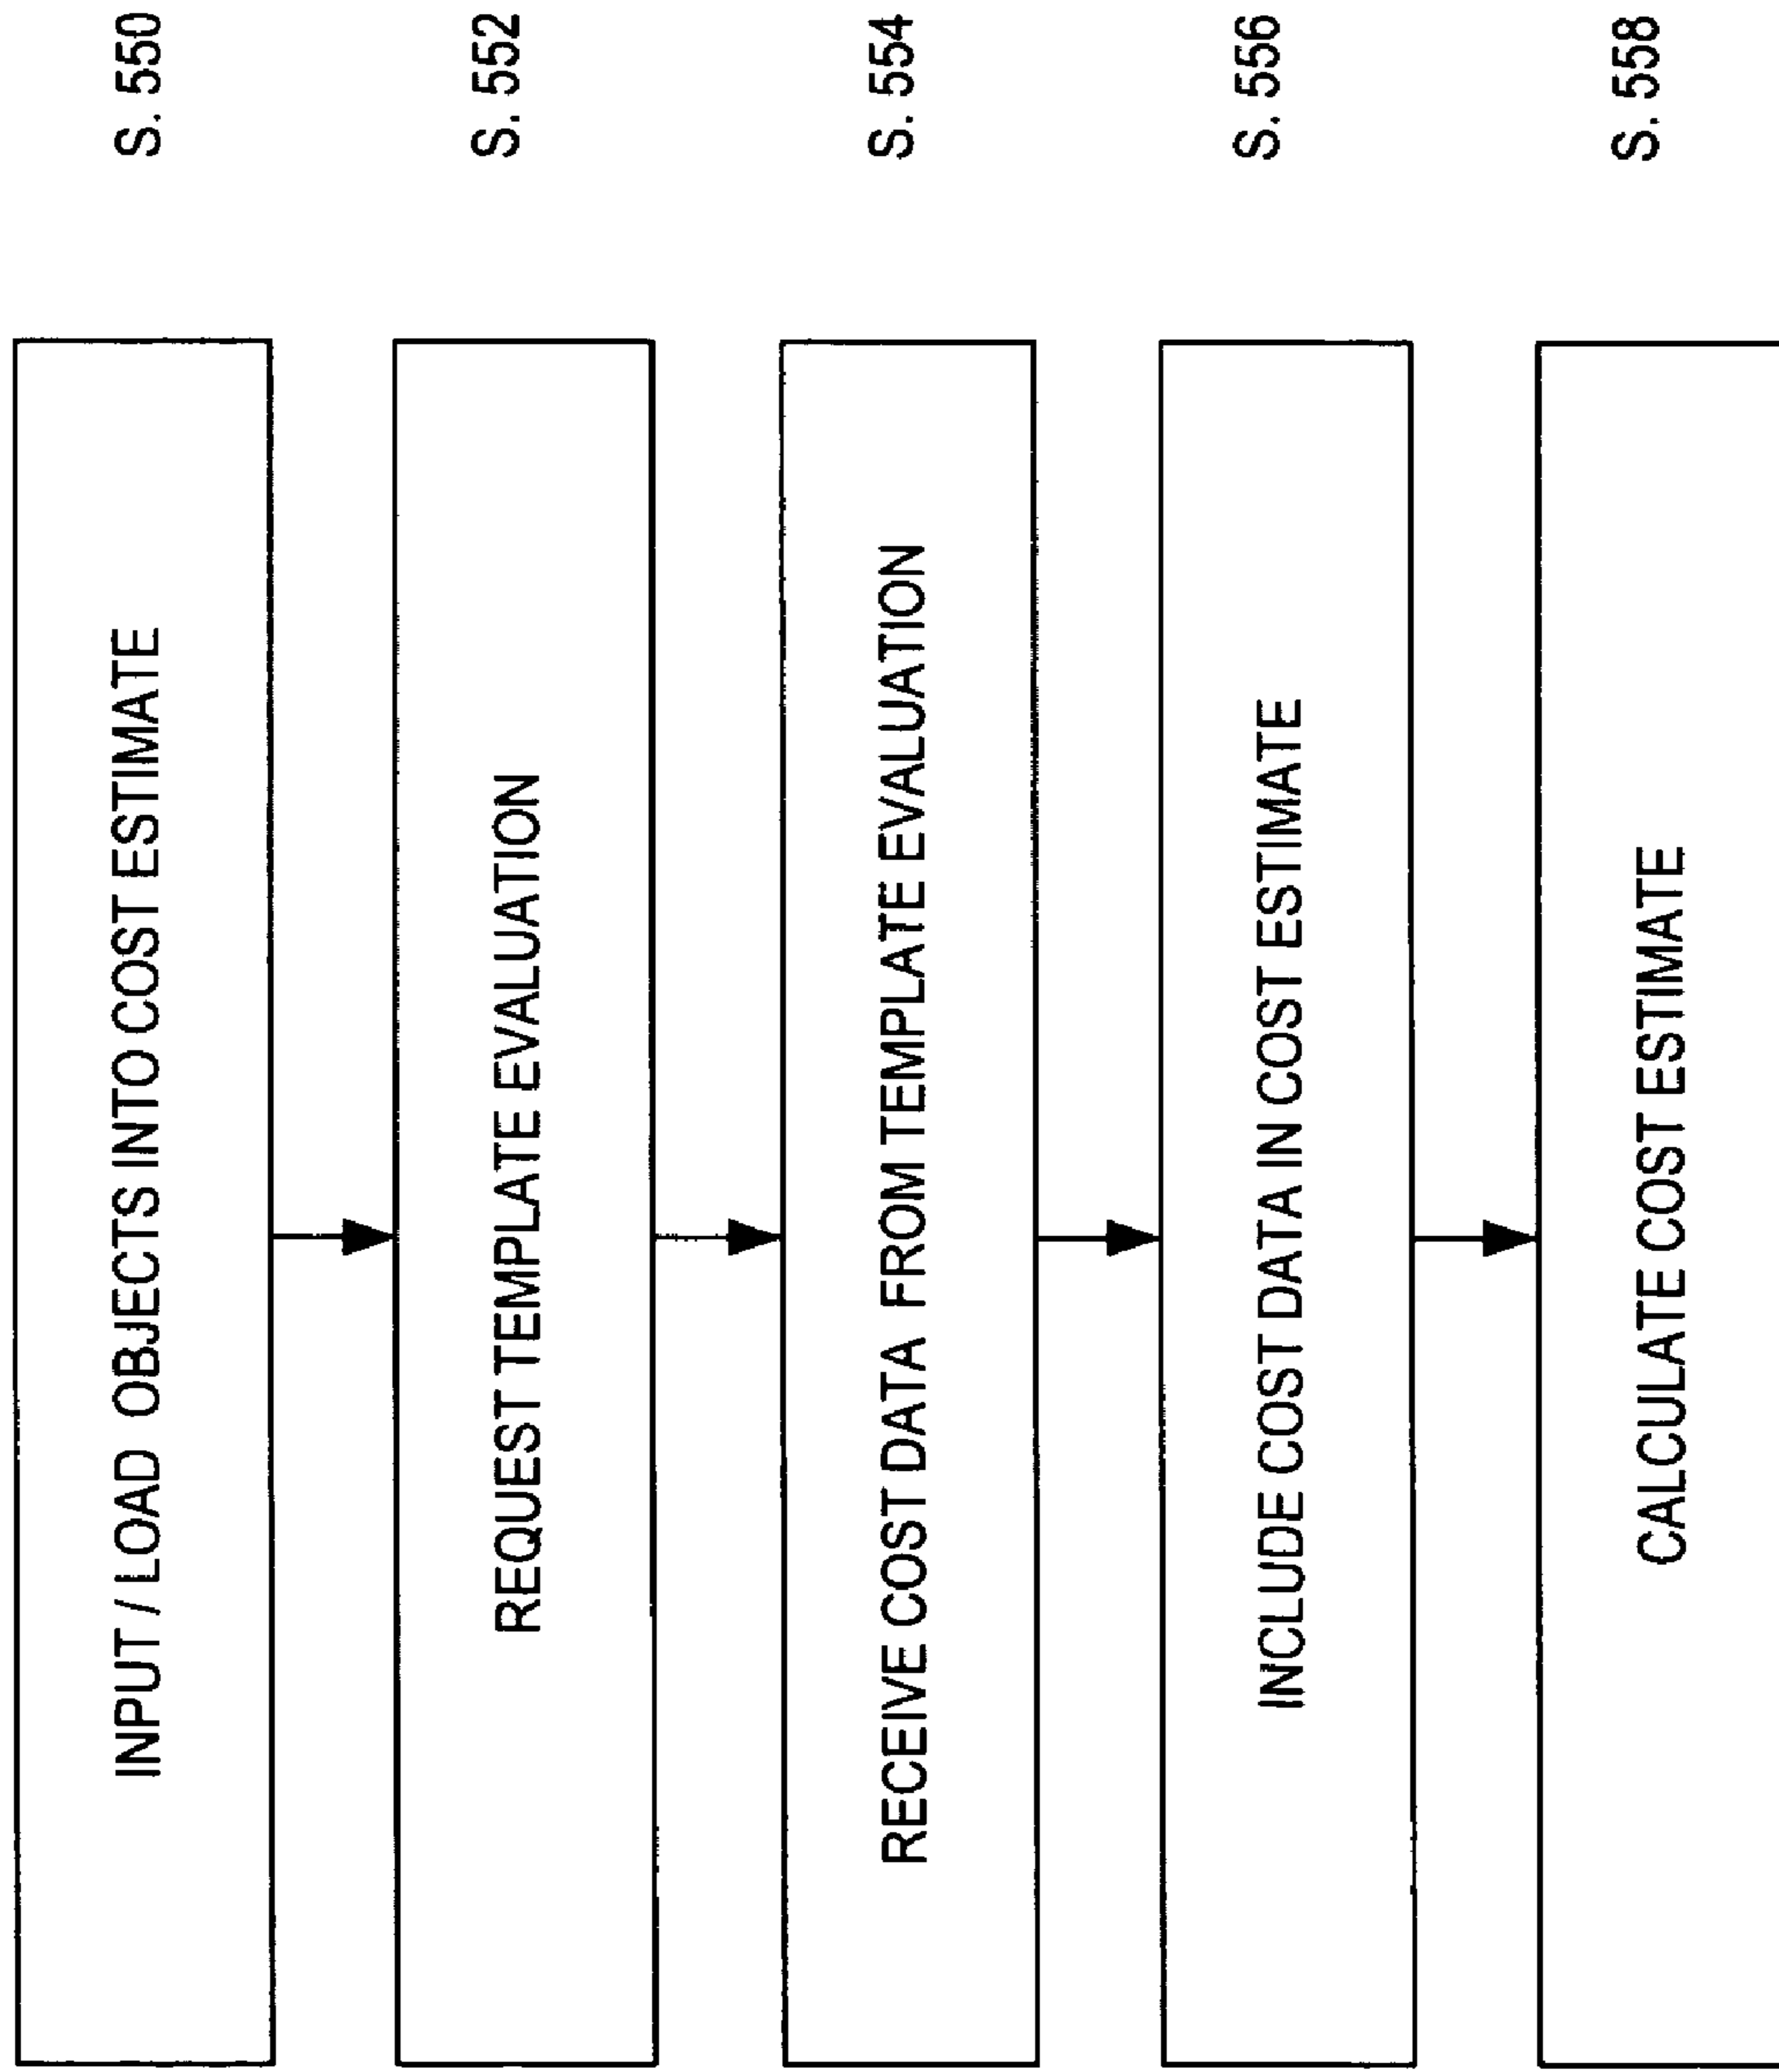 INPUT / LOAD OBJECTS INTO COST ESTIMATE
S. 550
REQUEST TEMPLATE EVALUATION
S. 552
RECEIVE COST DATA FROM TEMPLATE EVALUATION
S. 554
INCLUDE COST DATA IN COST ESTIMATE
S. 556
CALCULATE COST ESTIMATE
S. 558